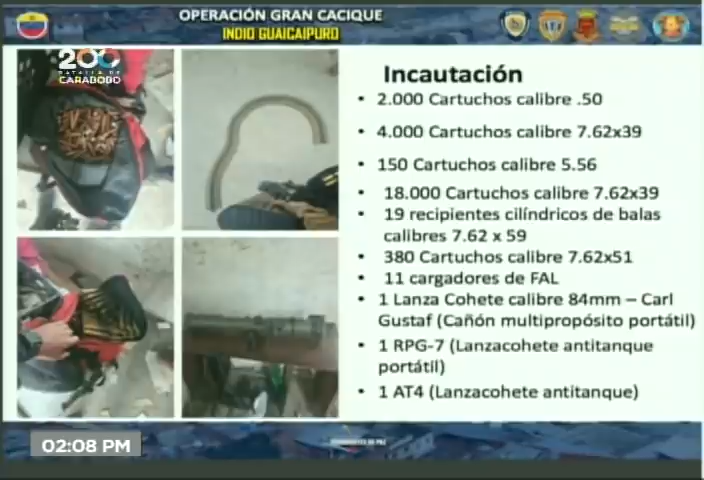 OPERACIÓN GRAN CACIQUE
INDIO GUAICAIPURO
200
BATALLA DE
CARABOBO
Incautación
• 2.000 Cartuchos calibre .50
• 4.000 Cartuchos calibre 7.62x39
• 150 Cartuchos calibre 5.56
• 18.000 Cartuchos calibre 7.62x39
• 19 recipientes cilíndricos de balas
calibres 7.62 x 59
• 380 Cartuchos calibre 7.62x51
• 11 cargadores de FAL
• 1 Lanza Cohete calibre 84mm – Carl
Gustaf (Cañón multipropósito portátil)
• 1 RPG-7 (Lanzacohete antitanque
portátil)
• 1 AT4 (Lanzacohete antitanque)
02:08 PM